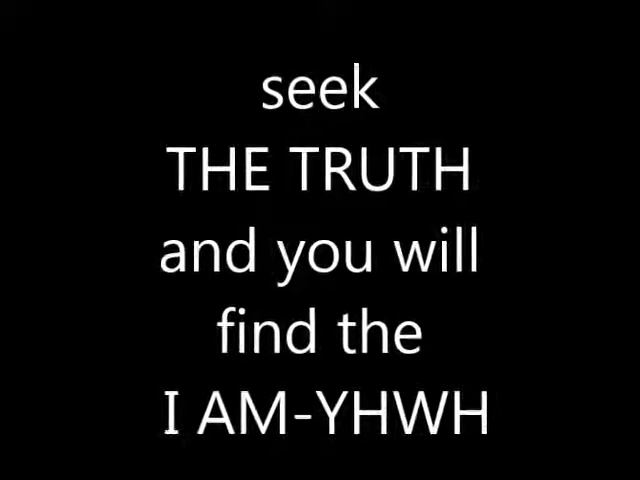 seek
THE TRUTH
and you will
find the
I AM-YHWH